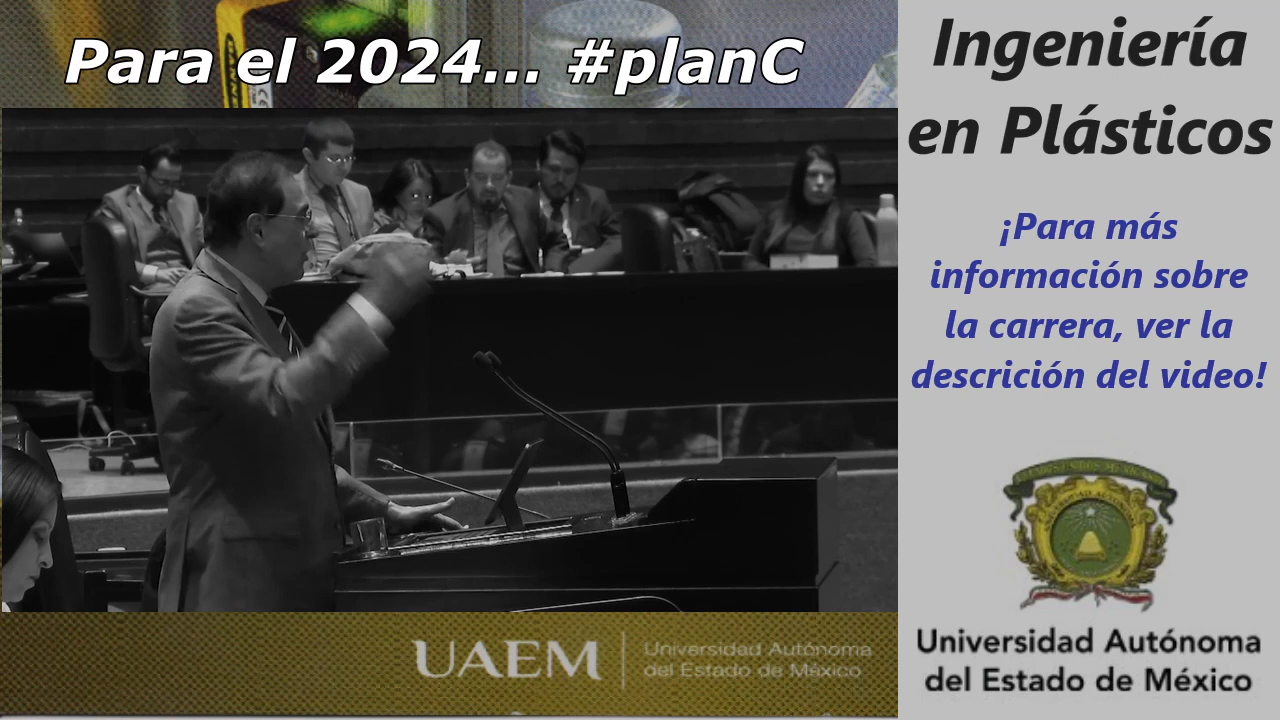 Para el 2024... #planC
Ingeniería
en Plásticos
¡Para más
información sobre
la carrera, ver la
descrición del video!
UAEM
Universidad Autónoma
del Estado de México
Universidad Autónoma
del Estado de México